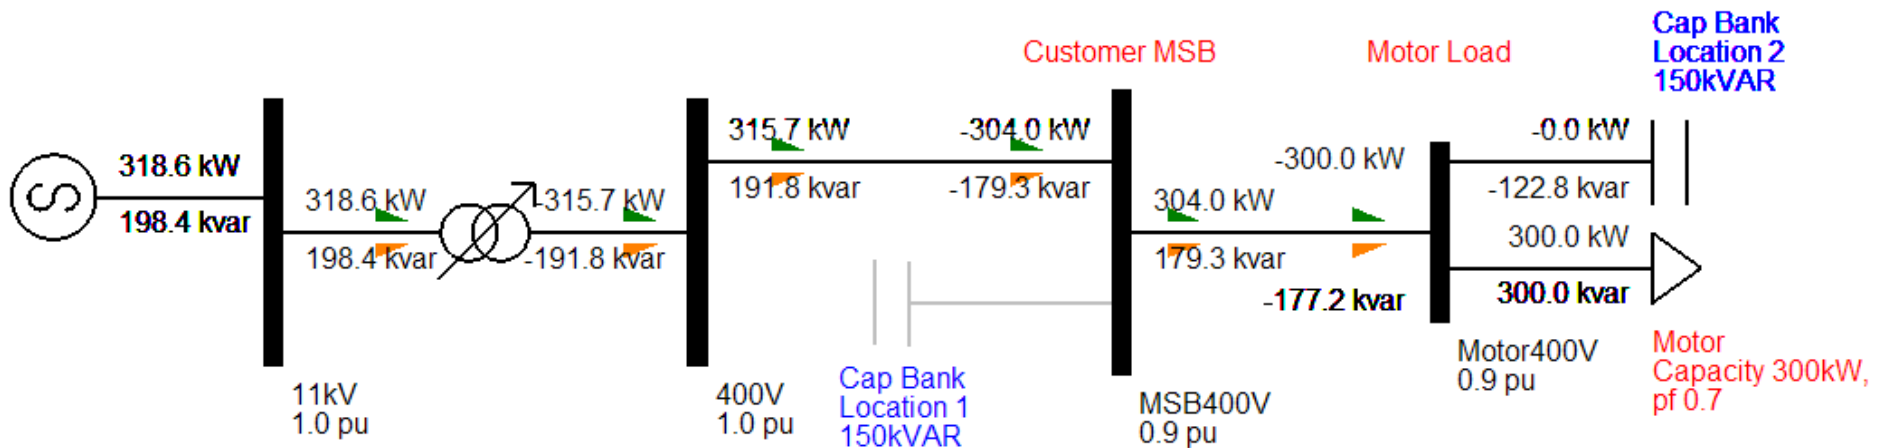 Cap Bank
Location 2
150kVAR
Customer MSB
Motor Load
315.7 kW
-304.0 kW
-0.0 kW
318.6 kW
-300.0 kW
191.8 kvar
-179.3 kvar
-122.8 kvar
198.4 kvar
318.6 kW
-315.7 kW
304.0 kW
300.0 kW
198.4 kvar
-191.8 kvar
179.3 kvar
-177.2 kvar
300.0 kvar
11kV
1.0 pu
400V
1.0 pu
Cap Bank
Location 1
150kVAR
MSB400V
0.9 pu
Motor400V
0.9 pu
Motor
Capacity 300kW,
pf 0.7